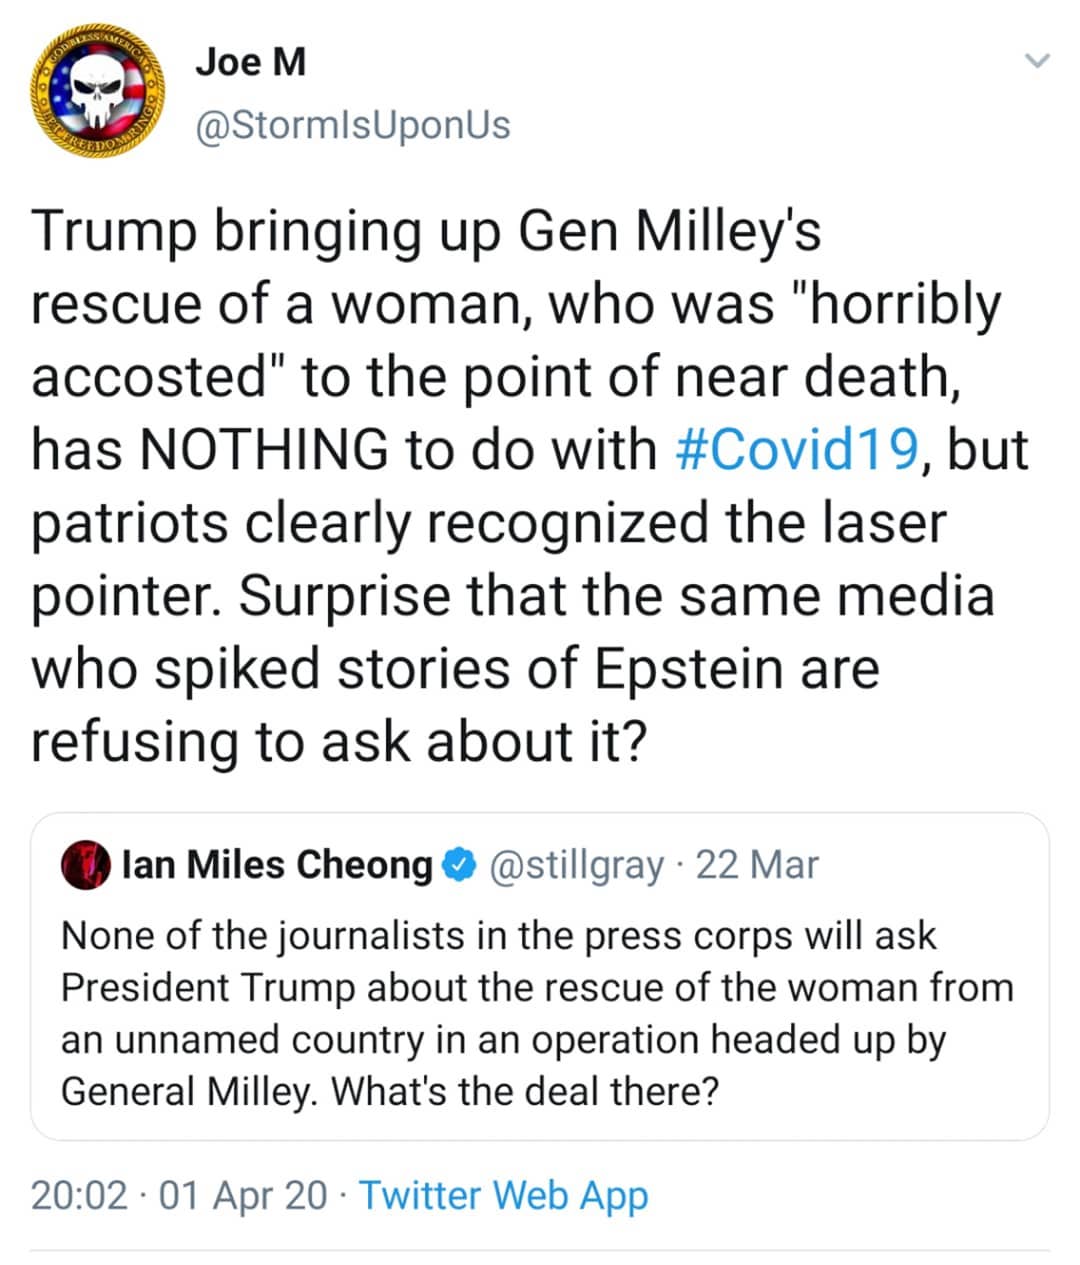 GOD BLESS AMERICA
LET FREEDOM RING
Joe M
@StormIsUponUs
Trump bringing up Gen Milley's
rescue of a woman, who was "horribly
accosted" to the point of near death,
has NOTHING to do with #Covid19, but
patriots clearly recognized the laser
pointer. Surprise that the same media
who spiked stories of Epstein are
refusing to ask about it?
Ian Miles Cheong @stillgray · 22 Mar
None of the journalists in the press corps will ask
President Trump about the rescue of the woman from
an unnamed country in an operation headed up by
General Milley. What's the deal there?
20:02 · 01 Apr 20 · Twitter Web App